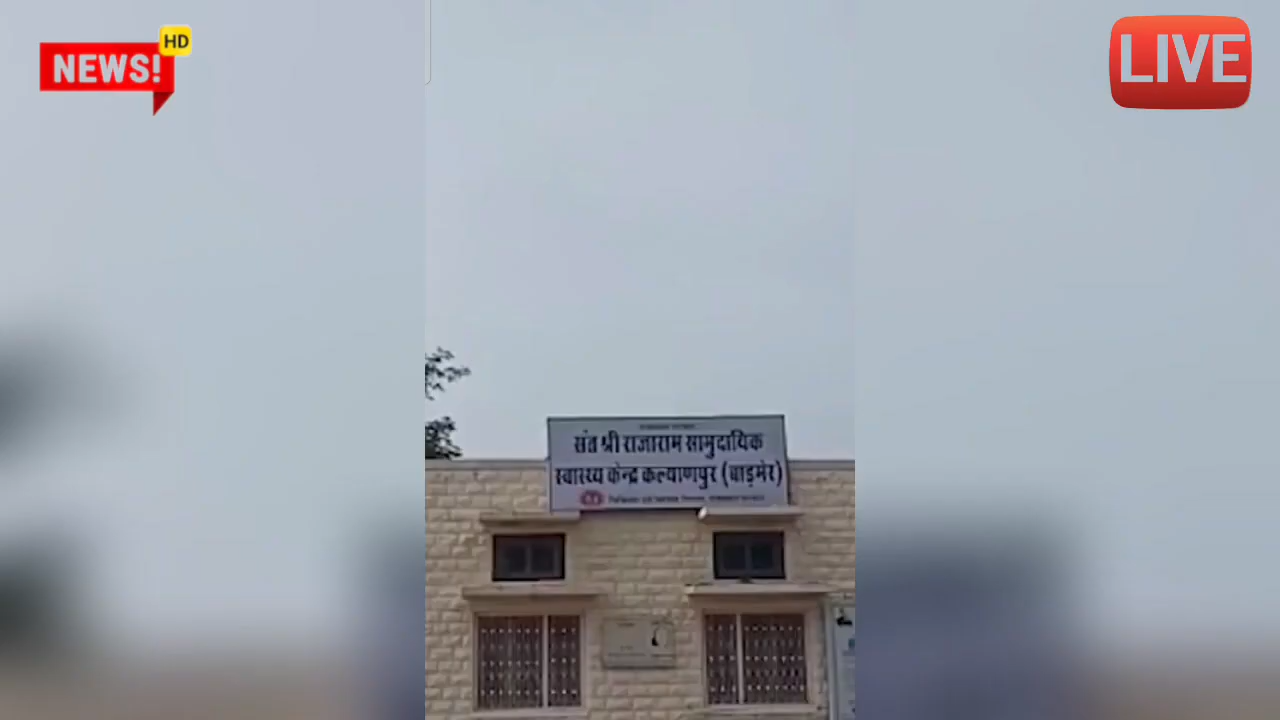 NEWS!
HD
LIVE
संत श्री राजाराम सामुदायिक
स्वास्थ्य केन्द्र कल्याणपुर (बाड़मेर)